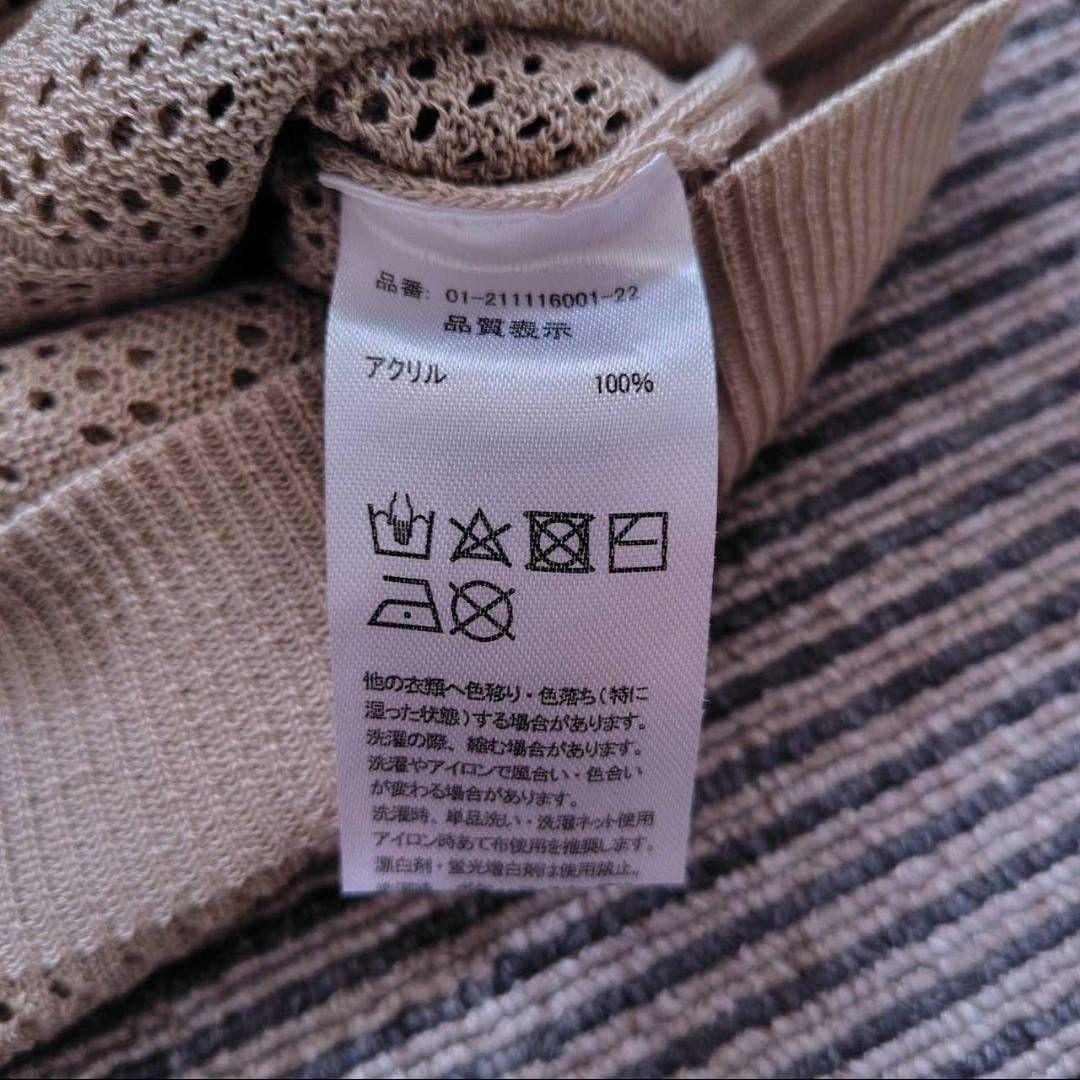 品番: 01-211116001-22
品質表示
アクリル 100%
他の衣類へ色移り・色落ち(特に
湿った状態)する場合があります。
洗濯の際、縮む場合があります。
洗濯やアイロンで風合い・色合い
が変わる場合があります。
洗濯時、単品洗い・洗濯ネット使用
アイロン時あて布使用を推奨します。
漂白剤・蛍光増白剤は使用禁止。